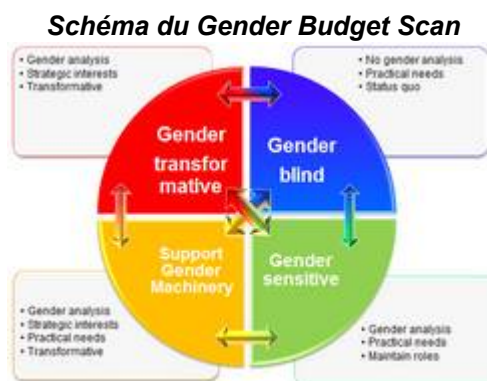 Schéma du Gender Budget Scan
• Gender analysis
• Strategic interests
• Transformative
• No gender analysis
• Practical needs
• Status quo
Gender
transfor
mative
Gender
blind
Support
Gender
Machinery
Gender
sensitive
• Gender analysis
• Strategic interests
• Practical needs
• Transformative
• Gender analysis
• Practical needs
• Maintain roles